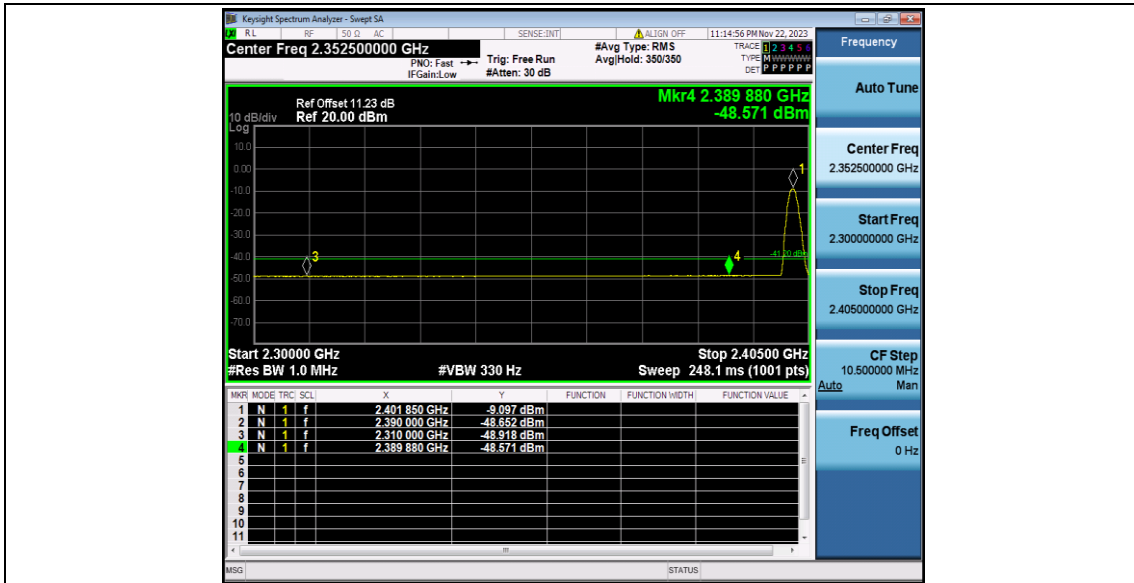 Keysight Spectrum Analyzer - Swept SA
LXI RL RF 50 Ω AC SENSE:INT ALIGN OFF 11:14:56 PM Nov 22, 2023
Center Freq 2.352500000 GHz #Avg Type: RMS TRACE 1 2 3 4 5 6
PNO: Fast Trig: Free Run Avg|Hold: 350/350 TYPE M WWWWW
IFGain:Low #Atten: 30 dB DET P P P P P P
Mkr4 2.389 880 GHz
-48.571 dBm
Ref Offset 11.23 dB
10 dB/div Ref 20.00 dBm
Log
10.0
0.00
-10.0
-20.0
-30.0
-40.0
-50.0
-60.0
-70.0
1
3
4
-41.20 dBm
Start 2.30000 GHz Stop 2.40500 GHz
#Res BW 1.0 MHz #VBW 330 Hz Sweep 248.1 ms (1001 pts)
MKR MODE TRC SCL X Y FUNCTION FUNCTION WIDTH FUNCTION VALUE
1 N 1 f 2.401 850 GHz -9.097 dBm
2 N 1 f 2.390 000 GHz -48.652 dBm
3 N 1 f 2.310 000 GHz -48.918 dBm
4 N 1 f 2.389 880 GHz -48.571 dBm
5
6
7
8
9
10
11
MSG STATUS
Frequency
Auto Tune
Center Freq
2.352500000 GHz
Start Freq
2.300000000 GHz
Stop Freq
2.405000000 GHz
CF Step
10.500000 MHz
Auto Man
Freq Offset
0 Hz